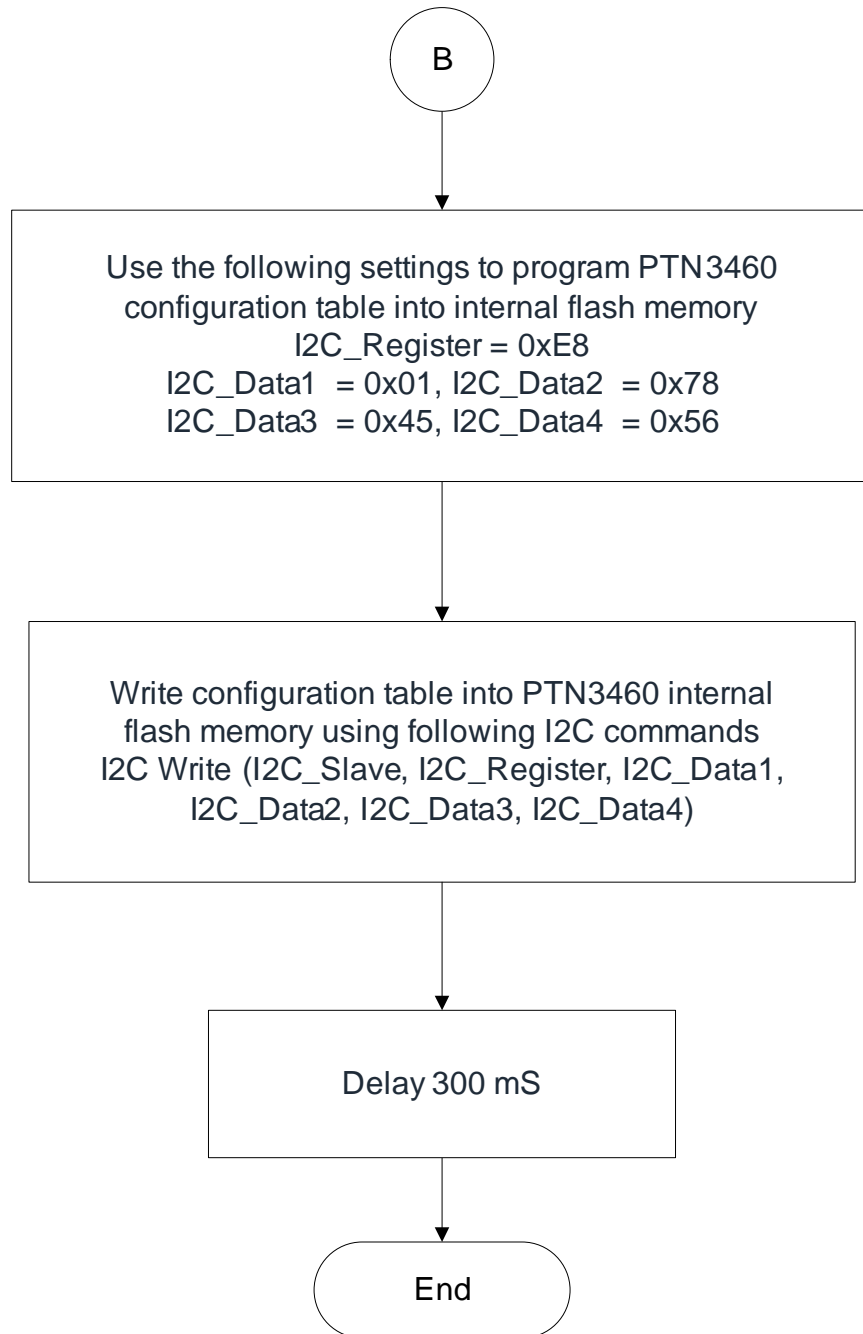 B
Use the following settings to program PTN3460
configuration table into internal flash memory
I2C_Register = 0xE8
I2C_Data1 = 0x01, I2C_Data2 = 0x78
I2C_Data3 = 0x45, I2C_Data4 = 0x56
Write configuration table into PTN3460 internal
flash memory using following I2C commands
I2C Write (I2C_Slave, I2C_Register, I2C_Data1,
I2C_Data2, I2C_Data3, I2C_Data4)
Delay 300 mS
End